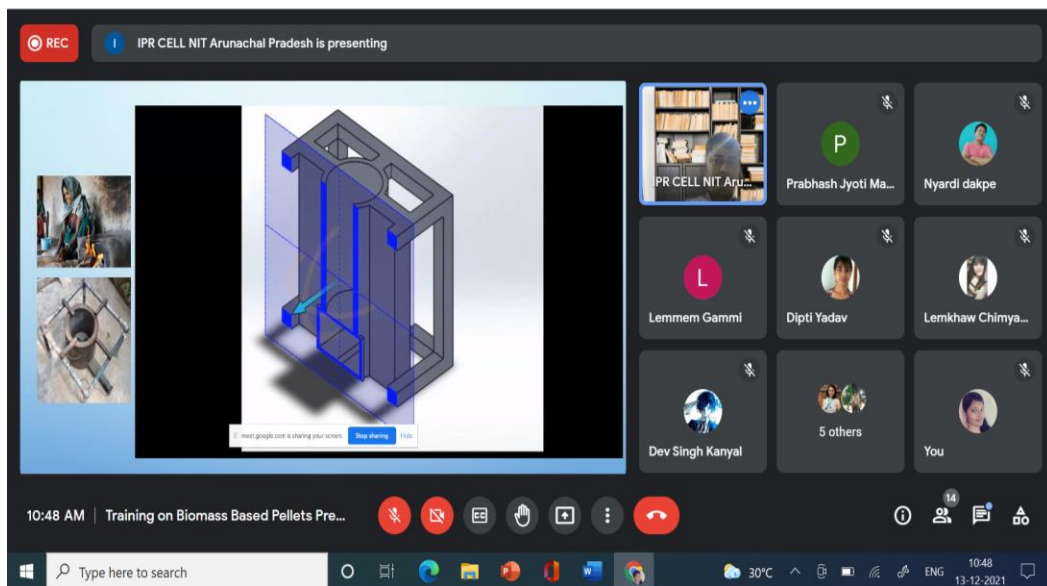 REC
I
IPR CELL NIT Arunachal Pradesh is presenting
meet.google.com is sharing your screen.
Stop sharing
Hide
IPR CELL NIT Aru...
P
Prabhash Jyoti Ma...
Nyardi dakpe
L
Lemmem Gammi
Dipti Yadav
Lemkhaw Chimya...
Dev Singh Kanyal
5 others
You
10:48 AM | Training on Biomass Based Pellets Pre...
CC
14
Type here to search
30°C
ENG
10:48
13-12-2021